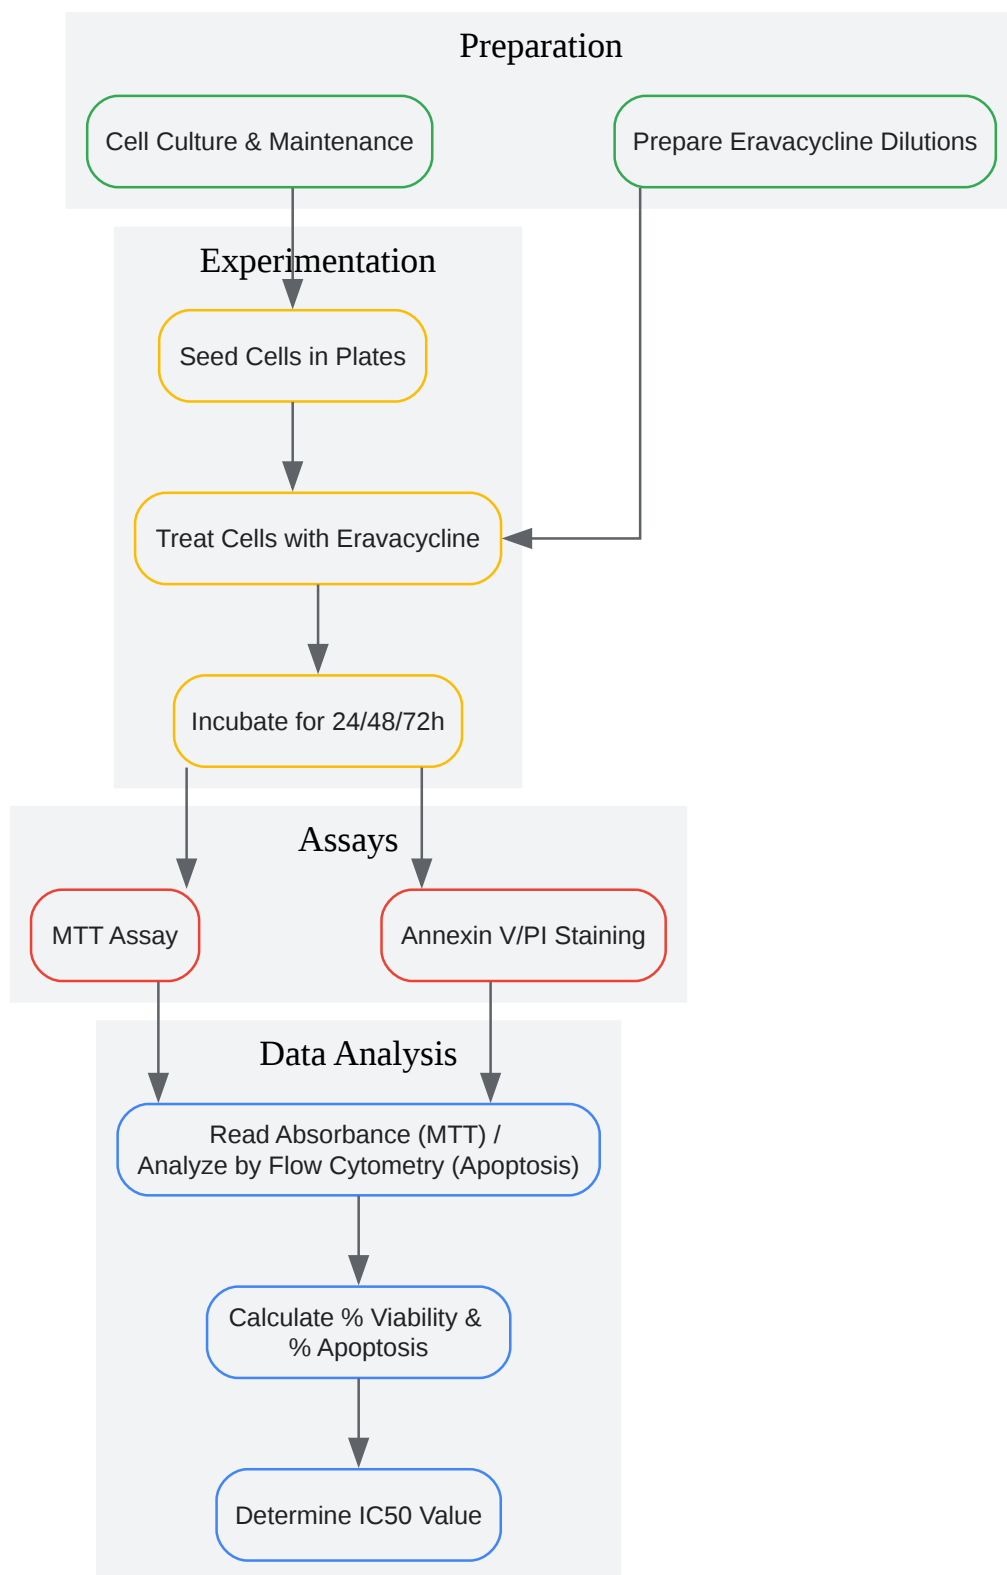 Preparation
Cell Culture & Maintenance
Prepare Eravacycline Dilutions
Experimentation
Seed Cells in Plates
Treat Cells with Eravacycline
Incubate for 24/48/72h
Assays
MTT Assay
Annexin V/PI Staining
Data Analysis
Read Absorbance (MTT) /
Analyze by Flow Cytometry (Apoptosis)
Calculate % Viability &
% Apoptosis
Determine IC50 Value